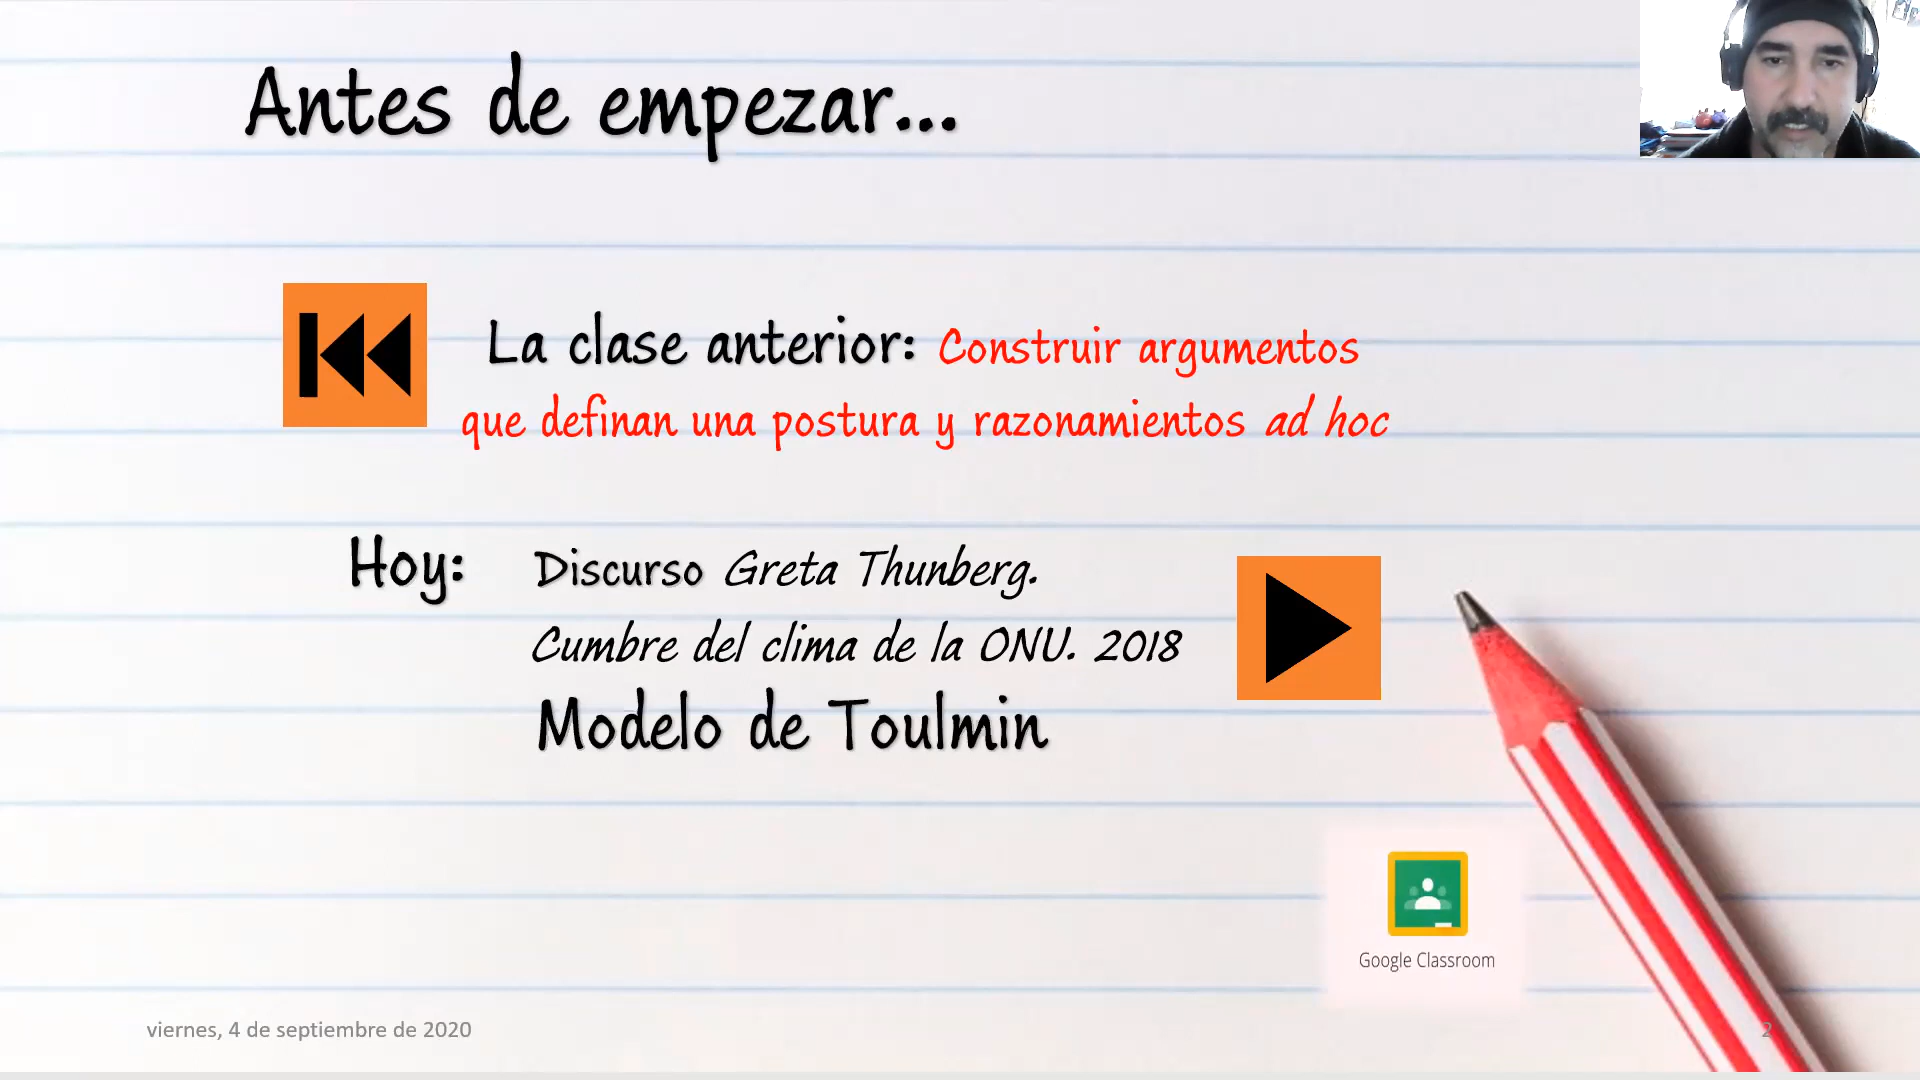 Antes de empezar...
La clase anterior: Construir argumentos
que definan una postura y razonamientos ad hoc
Hoy: Discurso Greta Thunberg.
Cumbre del clima de la ONU. 2018
Modelo de Toulmin
Google Classroom
viernes, 4 de septiembre de 2020
2